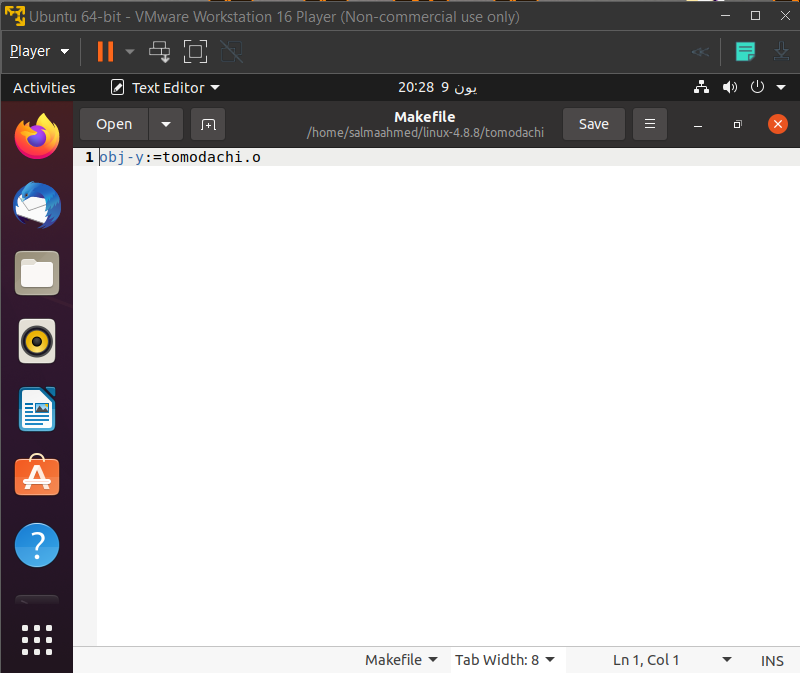 Ubuntu 64-bit - VMware Workstation 16 Player (Non-commercial use only)
Player
Activities Text Editor 20:28 9 يون
Open Makefile Save
/home/salmaahmed/linux-4.8.8/tomodachi
1 obj-y:=tomodachi.o
Makefile Tab Width: 8 Ln 1, Col 1 INS